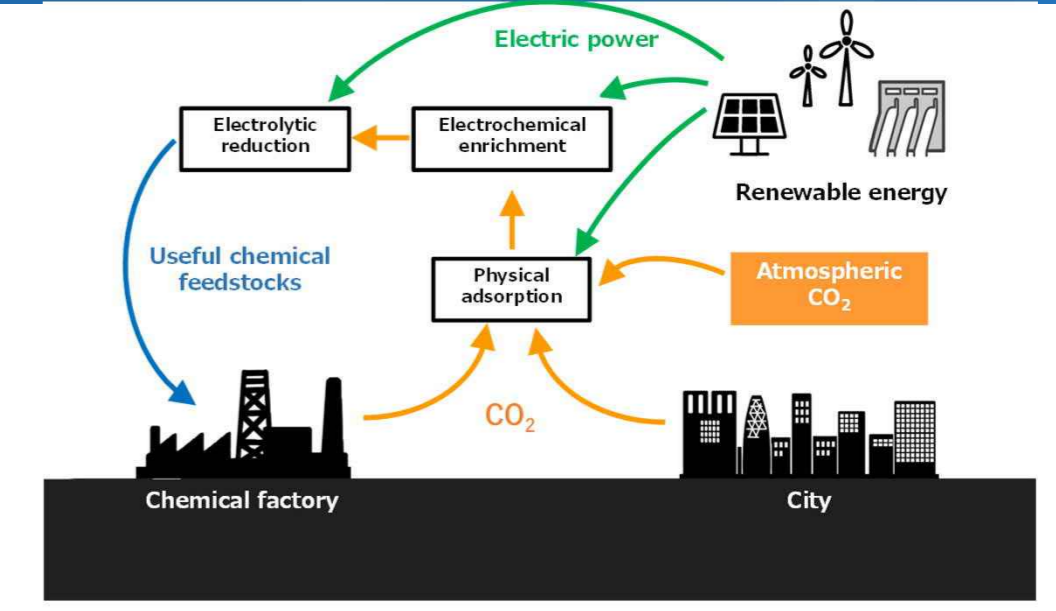 Electric power
Electrolytic
reduction
Electrochemical
enrichment
Renewable energy
Useful chemical
feedstocks
Physical
adsorption
Atmospheric
CO₂
CO₂
Chemical factory
City